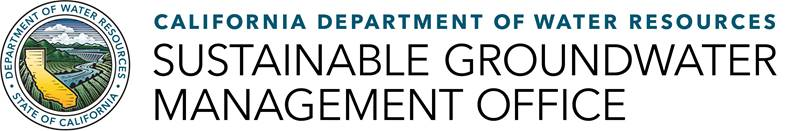 DEPARTMENT OF WATER RESOURCES
STATE OF CALIFORNIA
CALIFORNIA DEPARTMENT OF WATER RESOURCES
SUSTAINABLE GROUNDWATER
MANAGEMENT OFFICE